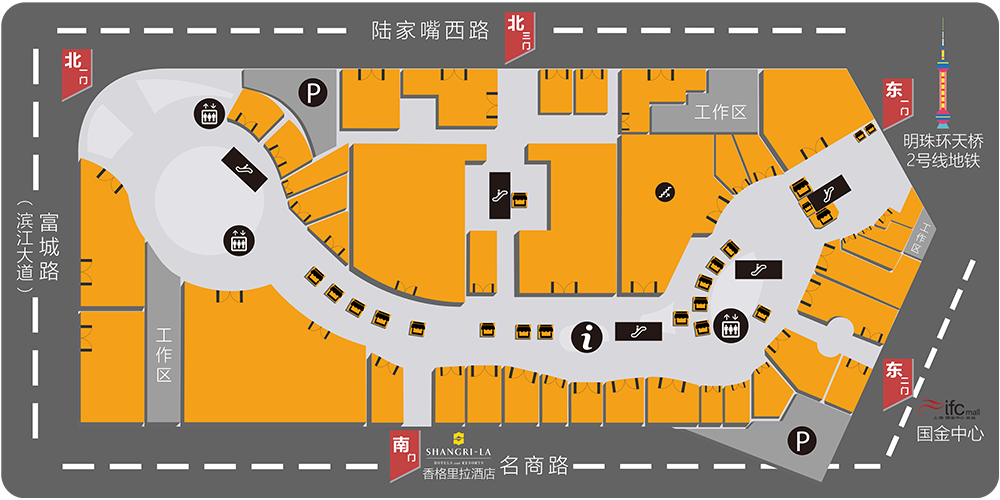 陆家嘴西路
北
三门
北
一门
P
工作区
东
一门
明珠环天桥
2号线地铁
富城路
(滨江大道)
工作区
工作区
i
东
二门
ifc mall
国金中心
P
南
门
SHANGRI-LA
HOTELS and RESORTS
香格里拉酒店
名商路